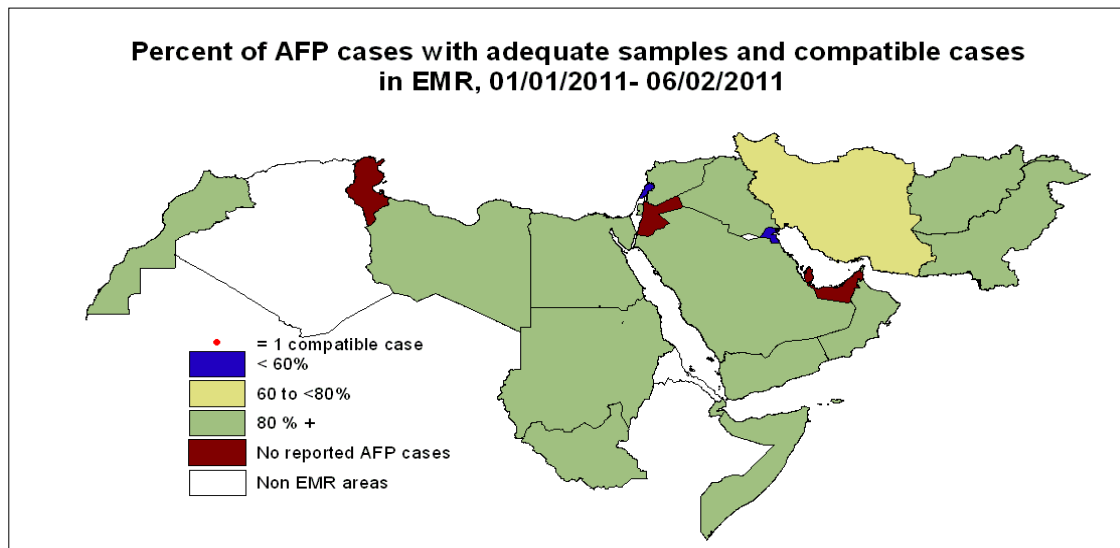 Percent of AFP cases with adequate samples and compatible cases
in EMR, 01/01/2011- 06/02/2011
= 1 compatible case
< 60%
60 to <80%
80 % +
No reported AFP cases
Non EMR areas